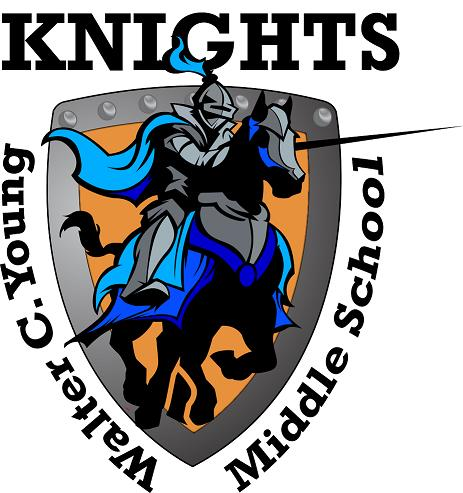 KNIGHTS
Walter C. Young
Middle School